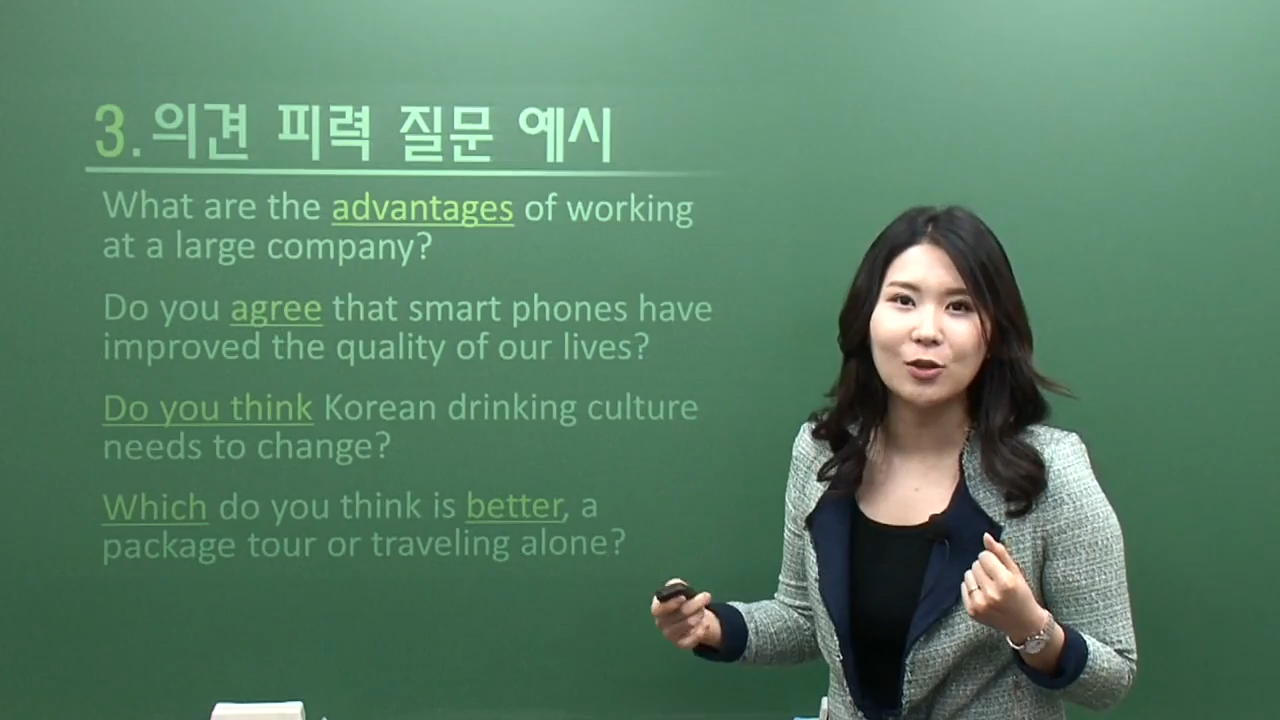 3. 의견 피력 질문 예시
What are the advantages of working
at a large company?
Do you agree that smart phones have
improved the quality of our lives?
Do you think Korean drinking culture
needs to change?
Which do you think is better, a
package tour or traveling alone?